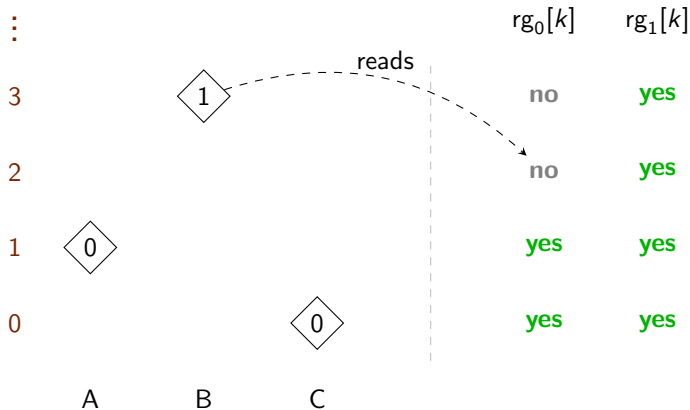 ⋮ rg₀[k] rg₁[k]
reads
3 1 no yes
2 no yes
1 0 yes yes
0 0 yes yes
A B C